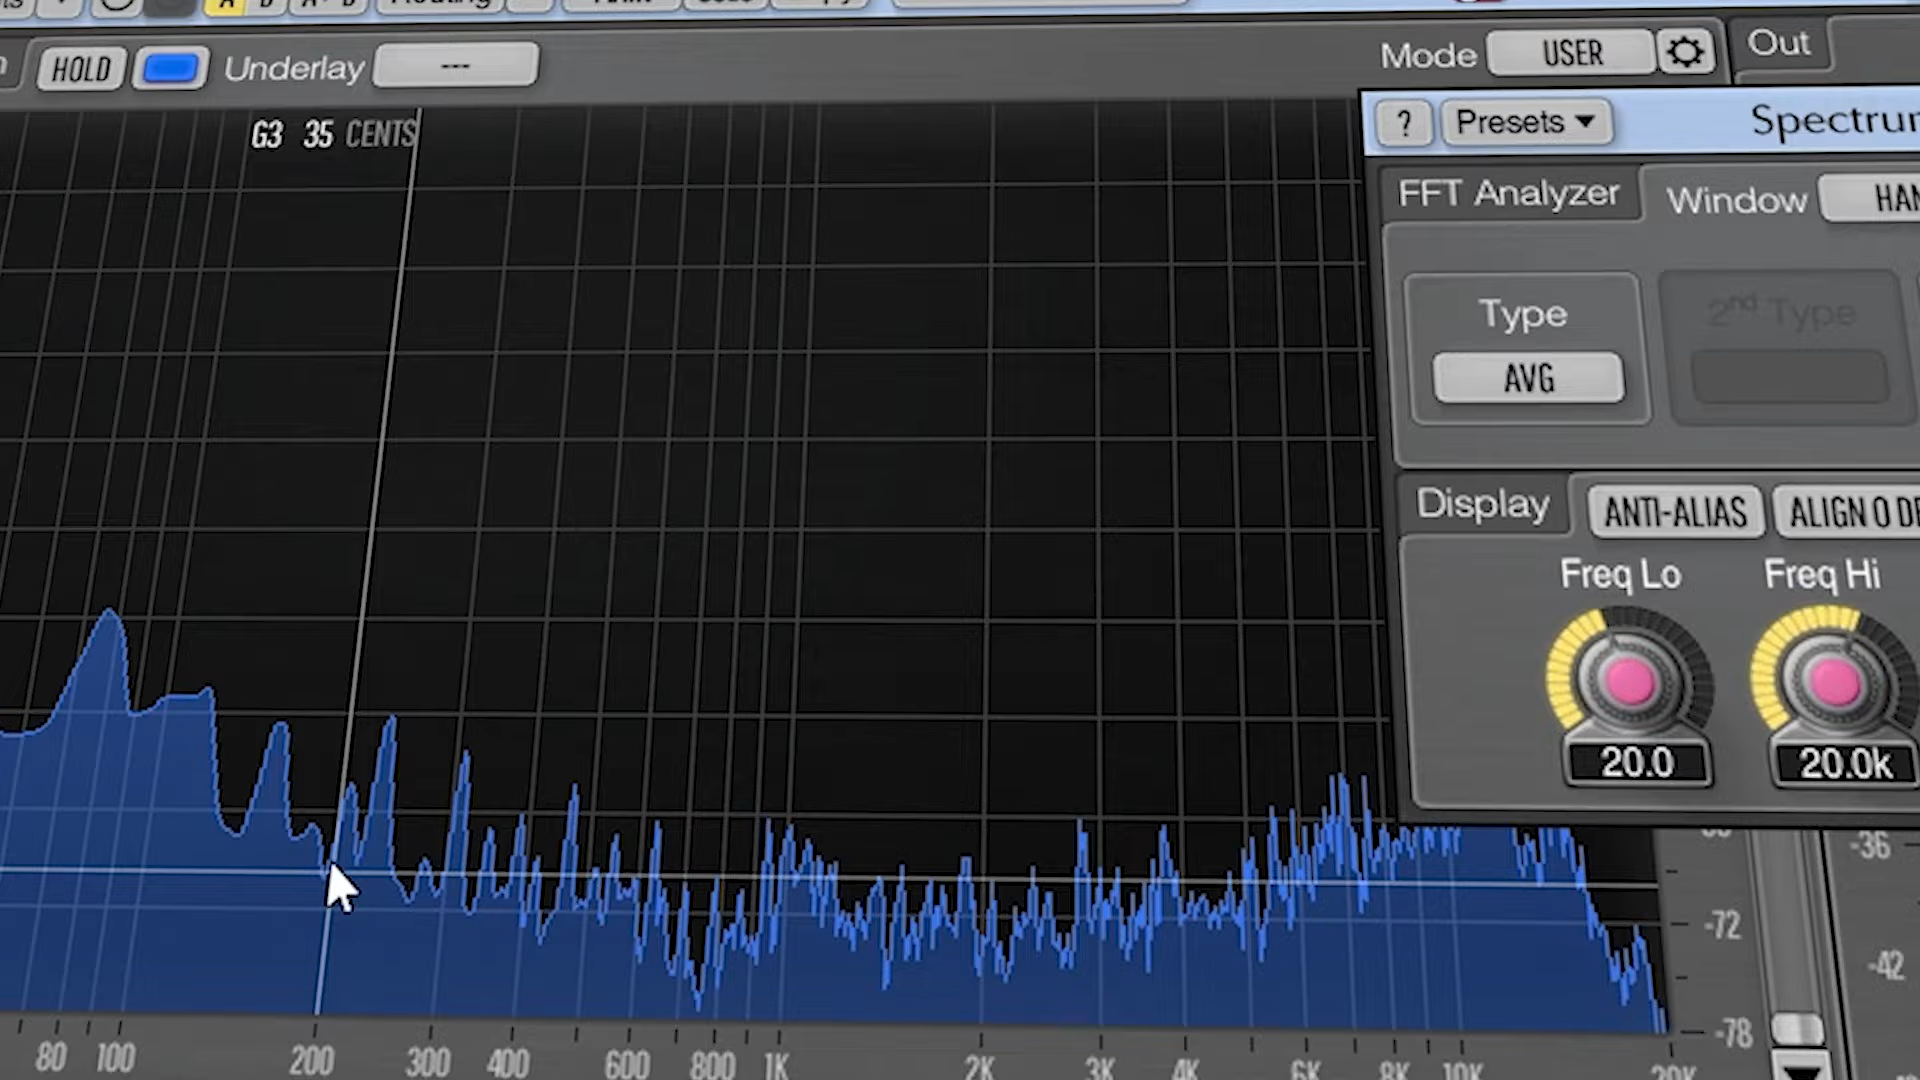 HOLD Underlay --- Mode USER Out
G3 35 CENTS
? Presets
FFT Analyzer Window
Type 2nd Type
AVG
Display ANTI-ALIAS ALIGN 0
Freq Lo Freq Hi
20.0 20.0k
-36
-72
-42
-78
80 100 200 300 400 600 800 1K 2K 3K 4K 6K 8K 10K 20K